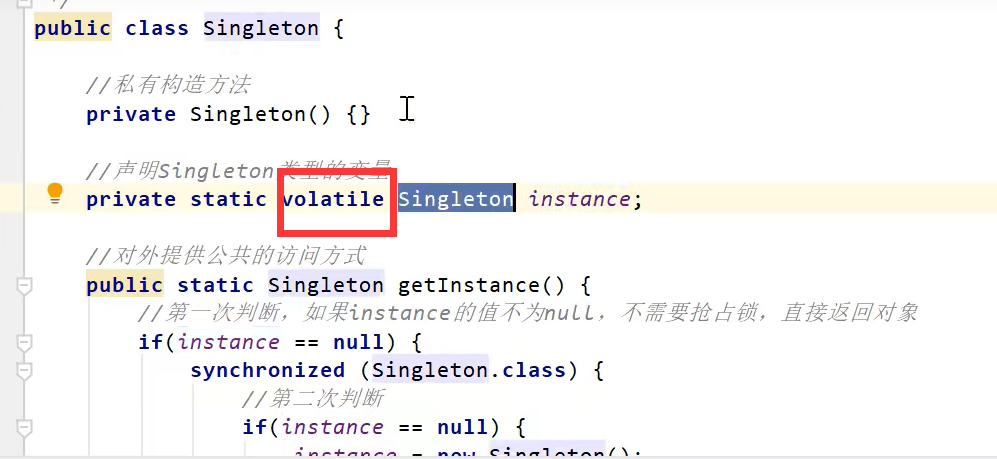 */
public class Singleton {
//私有构造方法
private Singleton() {}
//声明Singleton类型的变量
private static volatile Singleton instance;
//对外提供公共的访问方式
public static Singleton getInstance() {
//第一次判断，如果instance的值不为null，不需要抢占锁，直接返回对象
if(instance == null) {
synchronized (Singleton.class) {
//第二次判断
if(instance == null) {
instance = new Singleton();